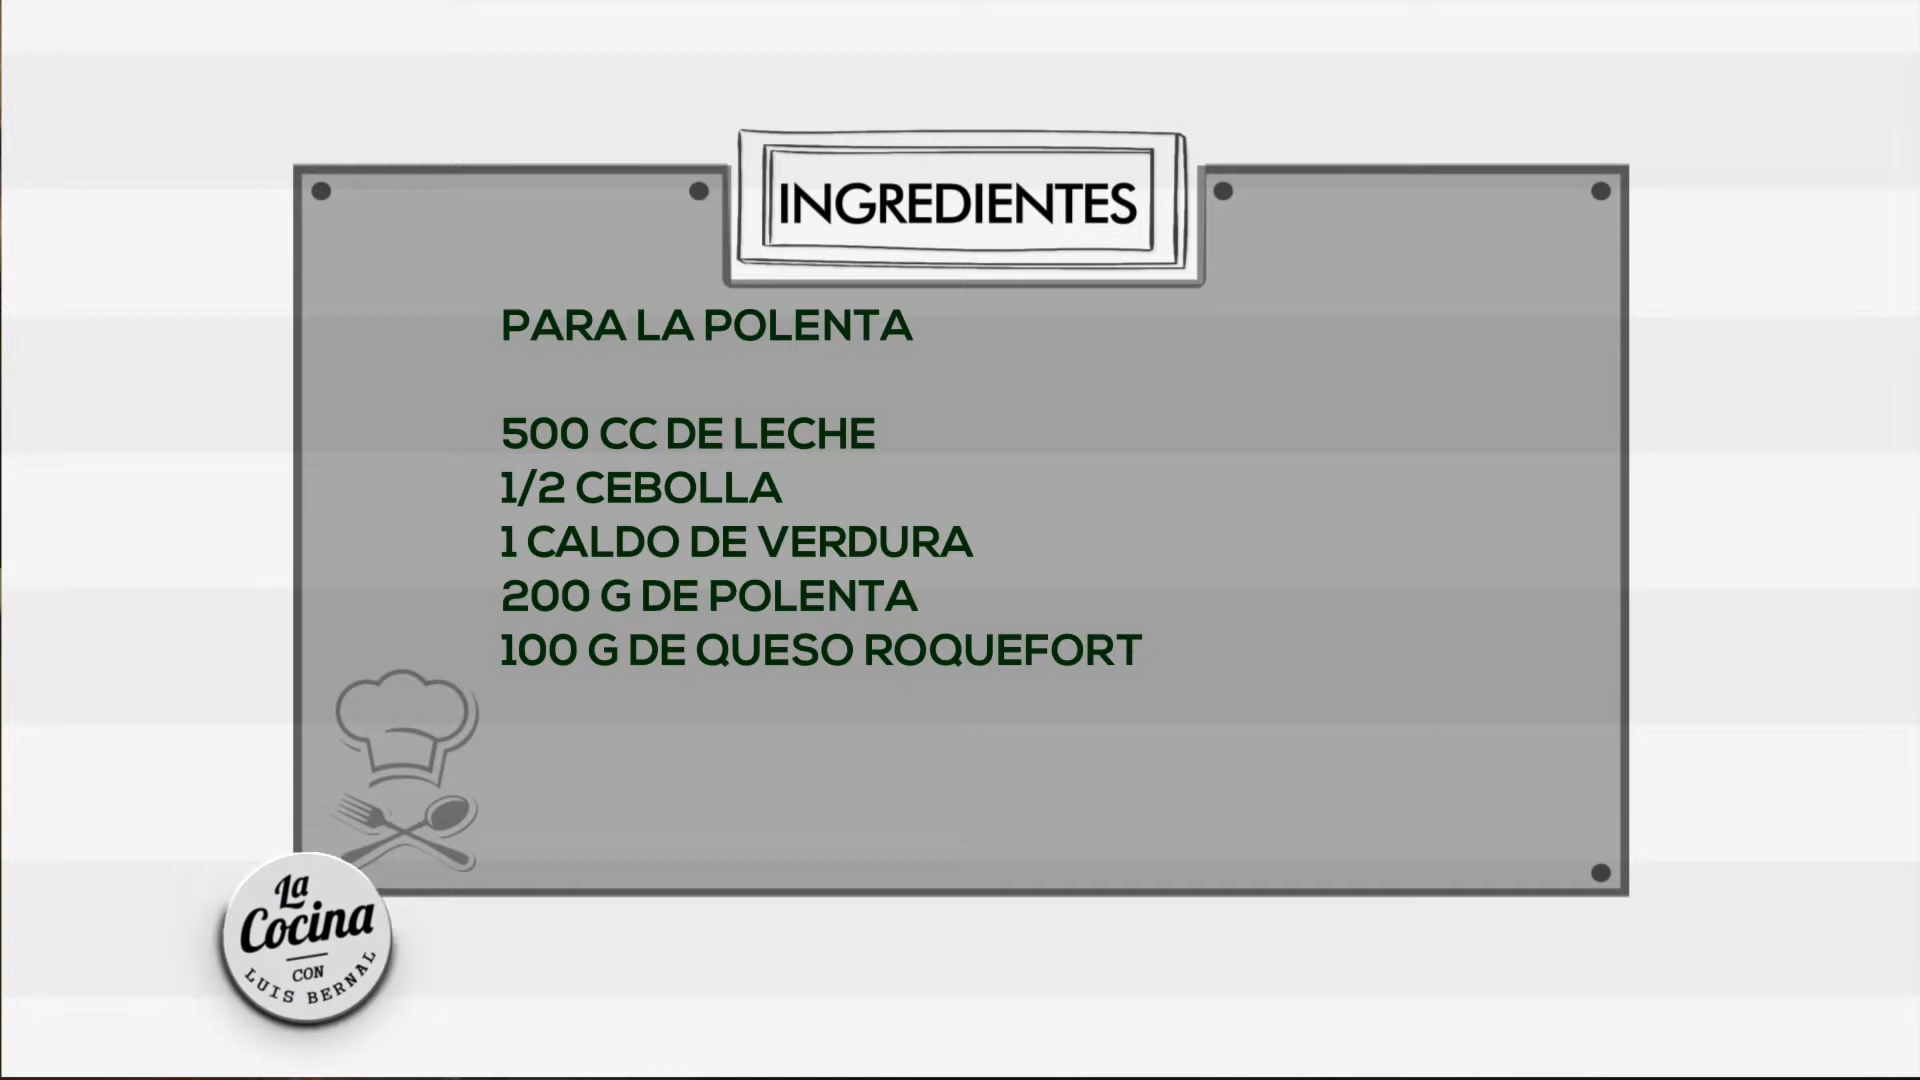 INGREDIENTES
PARA LA POLENTA
500 CC DE LECHE
1/2 CEBOLLA
1 CALDO DE VERDURA
200 G DE POLENTA
100 G DE QUESO ROQUEFORT
La
Cocina
CON
LUIS BERNAL